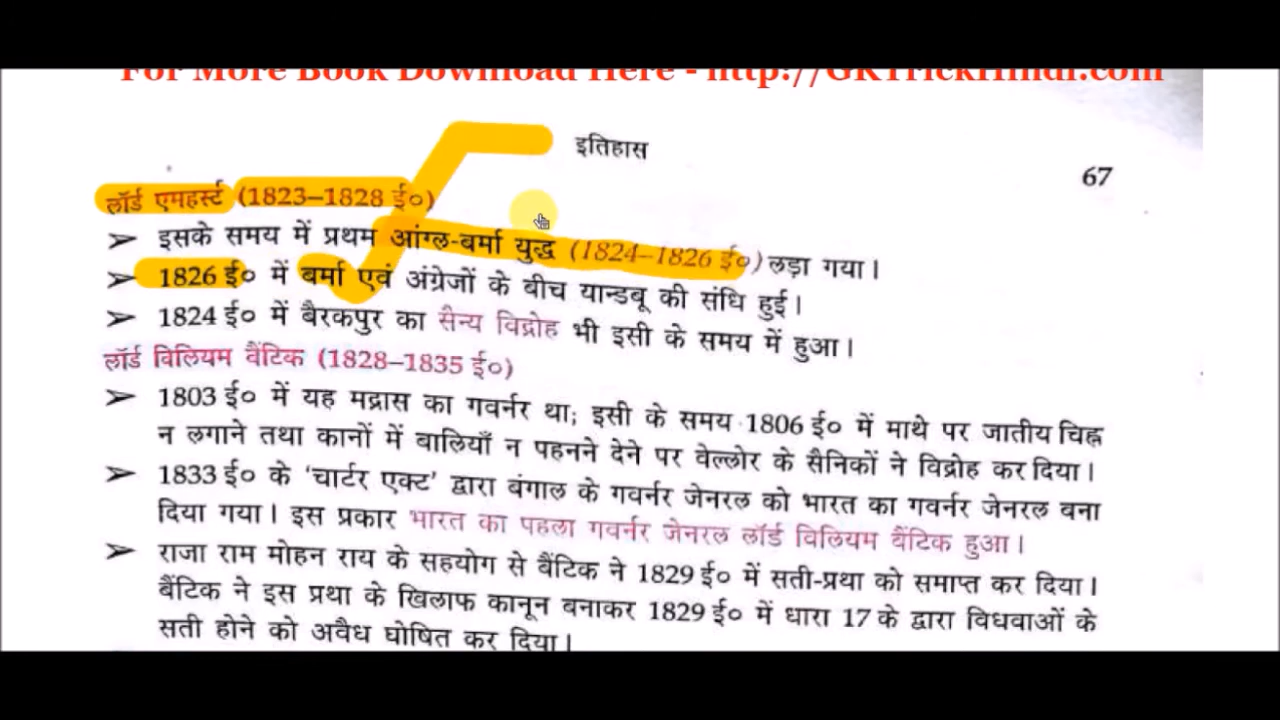 For More Book Download Here - http://GKTrickHindi.com
इतिहास
67
लॉर्ड एमहर्स्ट (1823–1828 ई०)
➢ इसके समय में प्रथम आंग्ल-बर्मा युद्ध (1824–1826 ई०) लड़ा गया।
➢ 1826 ई० में बर्मा एवं अंग्रेजों के बीच यान्डबू की संधि हुई।
➢ 1824 ई० में बैरकपुर का सैन्य विद्रोह भी इसी के समय में हुआ।
लॉर्ड विलियम बैंटिक (1828–1835 ई०)
➢ 1803 ई० में यह मद्रास का गवर्नर था; इसी के समय 1806 ई० में माथे पर जातीय चिह्न
न लगाने तथा कानों में बालियाँ न पहनने देने पर वेल्लोर के सैनिकों ने विद्रोह कर दिया।
➢ 1833 ई० के ‘चार्टर एक्ट’ द्वारा बंगाल के गवर्नर जेनरल को भारत का गवर्नर जेनरल बना
दिया गया। इस प्रकार भारत का पहला गवर्नर जेनरल लॉर्ड विलियम बैंटिक हुआ।
➢ राजा राम मोहन राय के सहयोग से बैंटिक ने 1829 ई० में सती-प्रथा को समाप्त कर दिया।
बैंटिक ने इस प्रथा के खिलाफ कानून बनाकर 1829 ई० में धारा 17 के द्वारा विधवाओं के
सती होने को अवैध घोषित कर दिया।